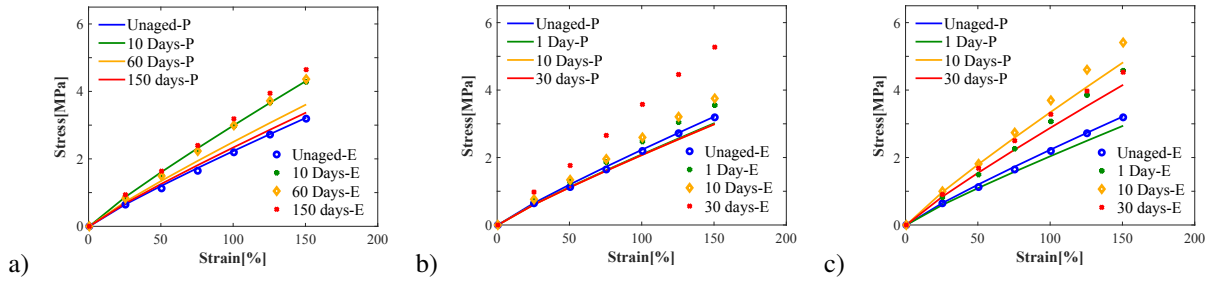 6
4
2
0
0
50
100
150
200
Stress[MPa]
Strain[%]
Unaged-P
10 Days-P
60 Days-P
150 days-P
Unaged-E
10 Days-E
60 Days-E
150 days-E
a)
6
4
2
0
0
50
100
150
200
Stress[MPa]
Strain[%]
Unaged-P
1 Day-P
10 Days-P
30 days-P
Unaged-E
1 Day-E
10 Days-E
30 days-E
b)
6
4
2
0
0
50
100
150
200
Stress[MPa]
Strain[%]
Unaged-P
1 Day-P
10 Days-P
30 days-P
Unaged-E
1 Day-E
10 Days-E
30 days-E
c)